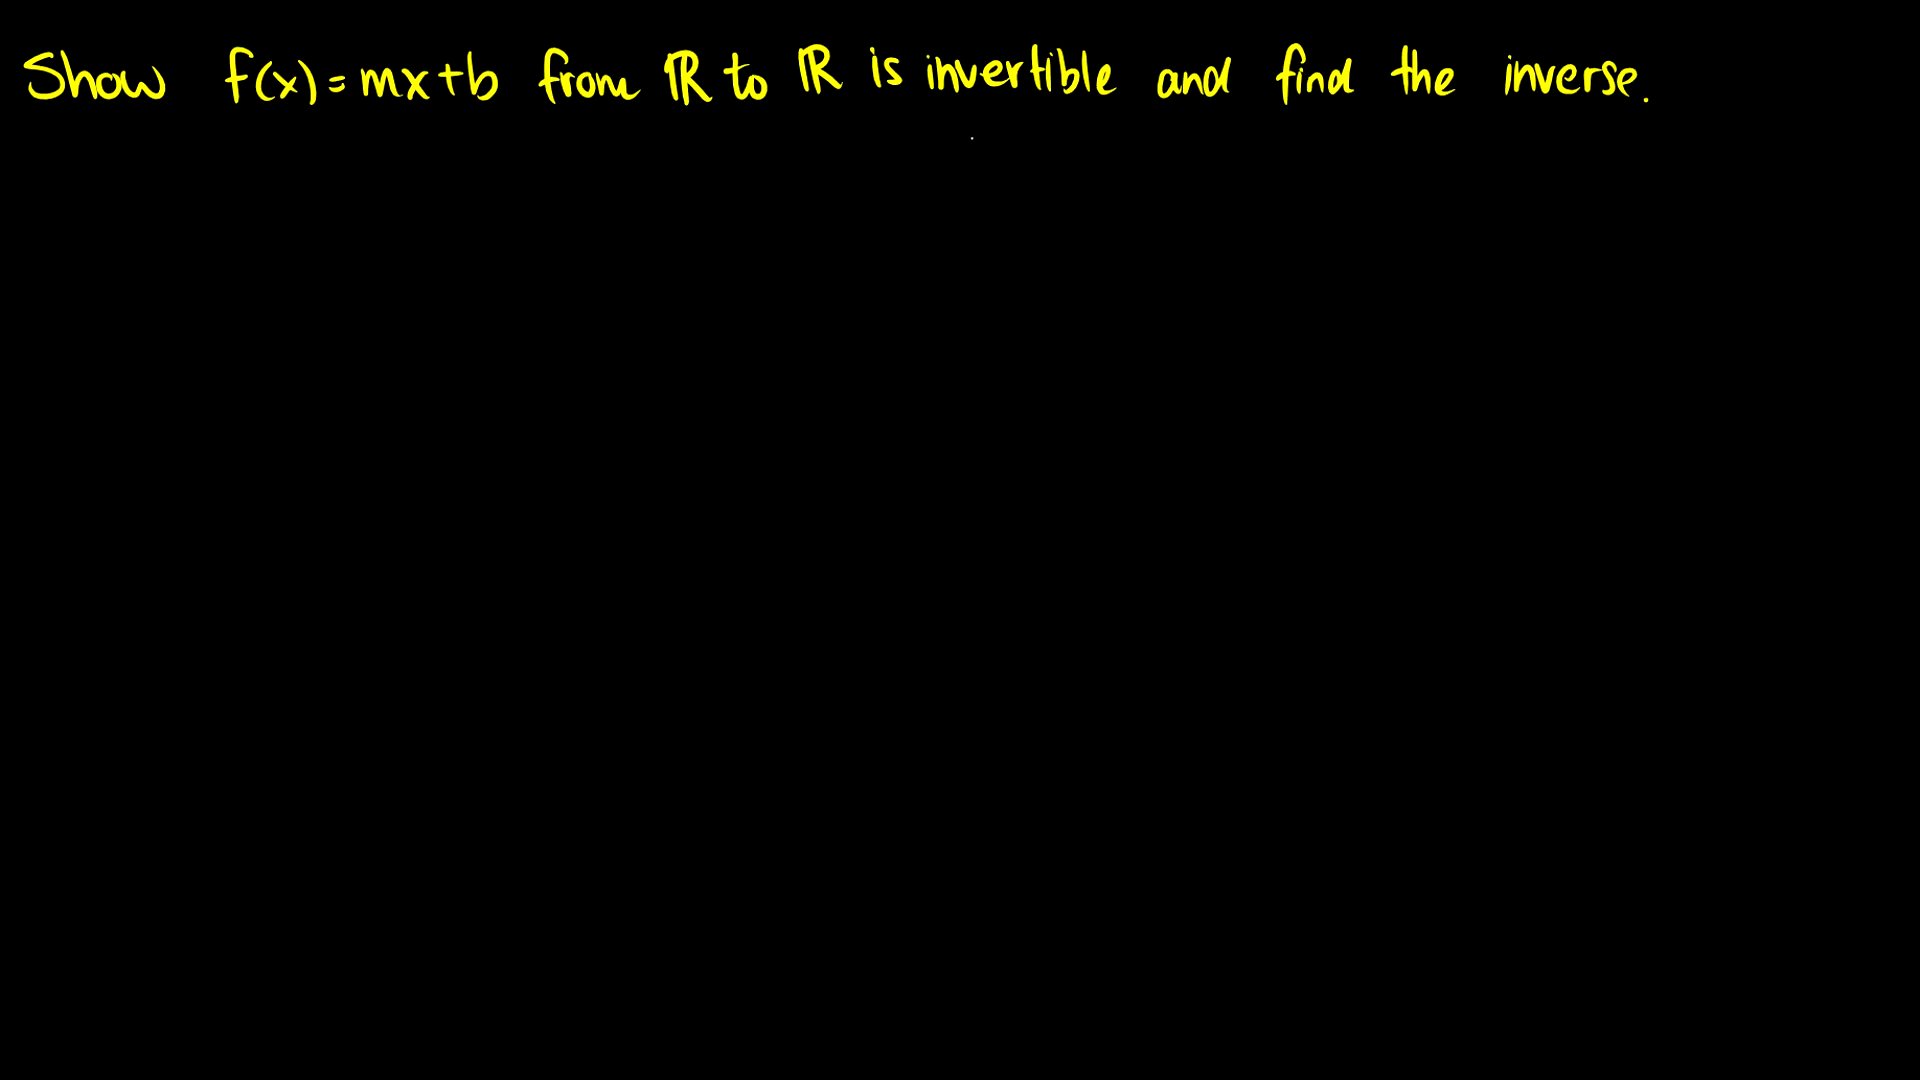 Show f(x)=mx+b from ℝ to ℝ is invertible and find the inverse.